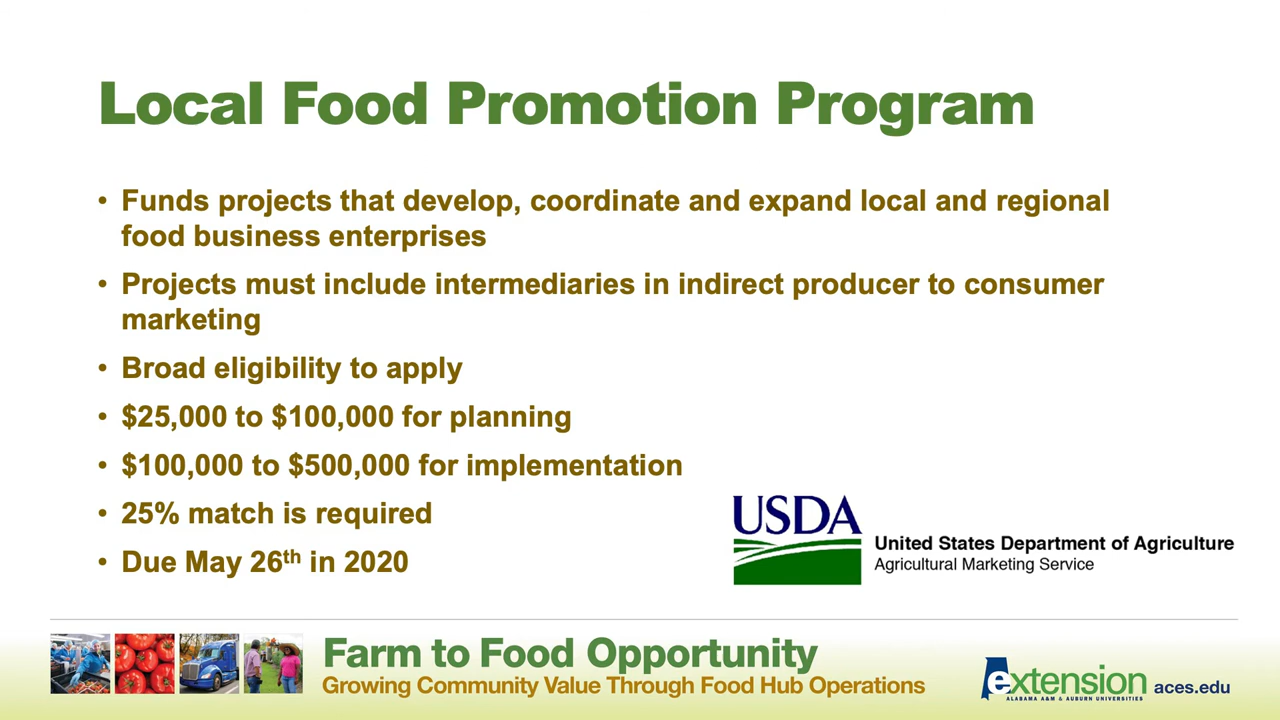 Local Food Promotion Program
• Funds projects that develop, coordinate and expand local and regional
food business enterprises
• Projects must include intermediaries in indirect producer to consumer
marketing
• Broad eligibility to apply
• $25,000 to $100,000 for planning
• $100,000 to $500,000 for implementation
• 25% match is required
• Due May 26th in 2020
USDA
United States Department of Agriculture
Agricultural Marketing Service
Farm to Food Opportunity
Growing Community Value Through Food Hub Operations
extension
ALABAMA A&M & AUBURN UNIVERSITIES
aces.edu